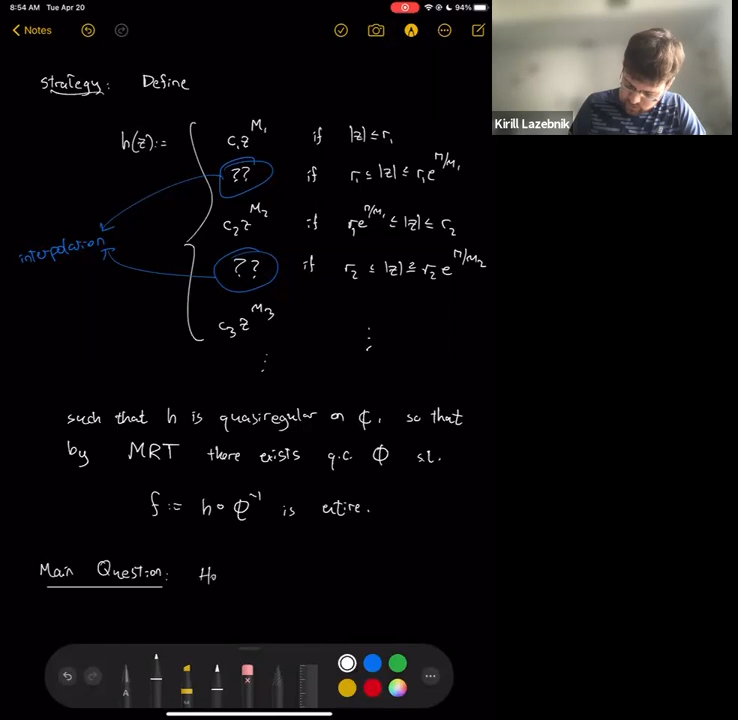 8:54 AM Tue Apr 20
94%
Notes
Kirill Lazebnik
Strategy: Define
h(z) :=
c₁z^M₁ if |z| ≤ r₁
?? if r₁ ≤ |z| ≤ r₁e^π/M₁
c₂z^M₂ if r₁e^π/M₁ ≤ |z| ≤ r₂
interpolation
?? if r₂ ≤ |z| ≤ r₂e^π/M₂
c₃z^M₃ ⋮
⋮
such that h is quasiregular on ℂ, so that
by MRT there exists q.c. Φ s.t.
f := h ∘ Φ⁻¹ is entire.
Main Question: Ho
A